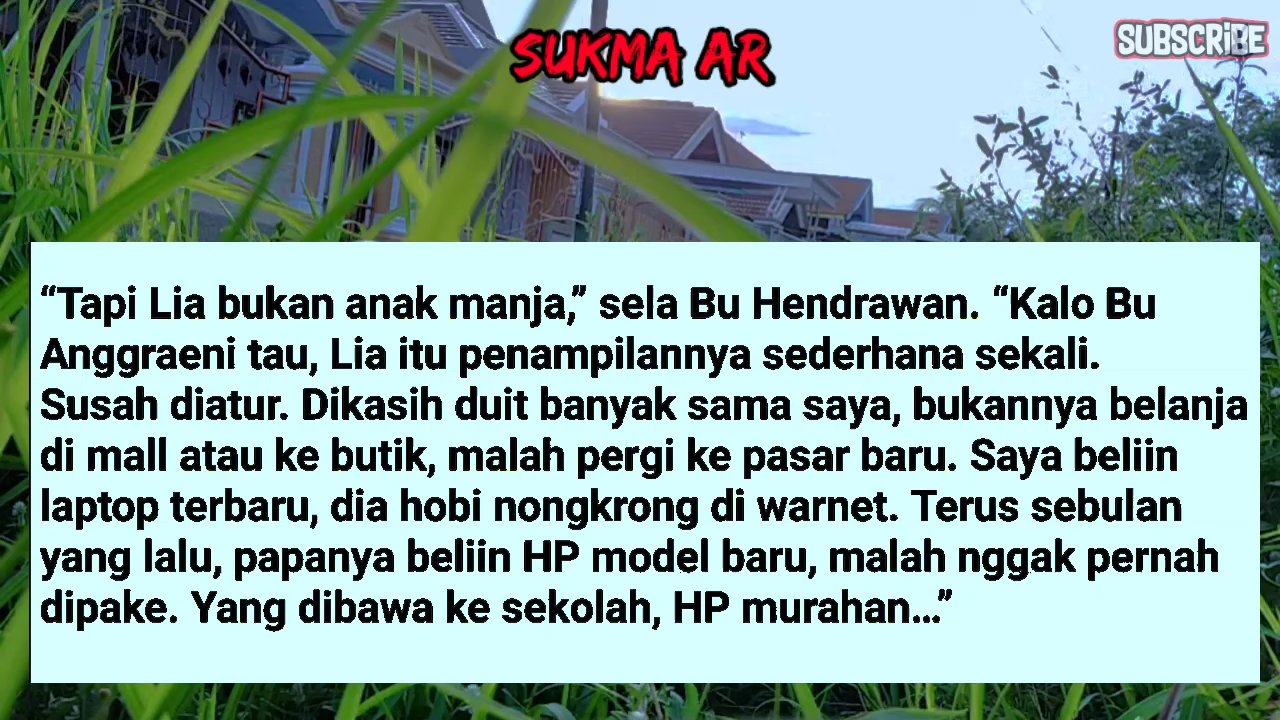 SUKMA AR
SUBSCRIBE
“Tapi Lia bukan anak manja,” sela Bu Hendrawan. “Kalo Bu
Anggraeni tau, Lia itu penampilannya sederhana sekali.
Susah diatur. Dikasih duit banyak sama saya, bukannya belanja
di mall atau ke butik, malah pergi ke pasar baru. Saya beliin
laptop terbaru, dia hobi nongkrong di warnet. Terus sebulan
yang lalu, papanya beliin HP model baru, malah nggak pernah
dipake. Yang dibawa ke sekolah, HP murahan…”